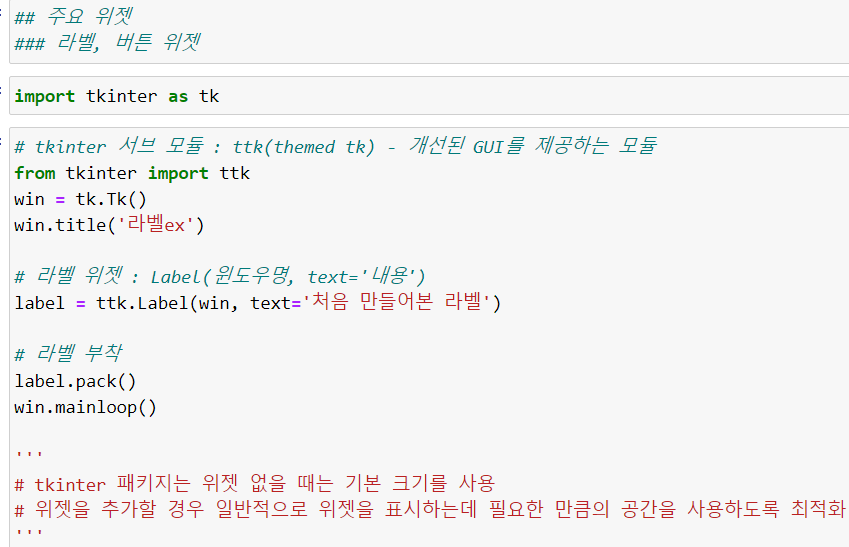 ## 주요 위젯
### 라벨, 버튼 위젯
import tkinter as tk
# tkinter 서브 모듈 : ttk(themed tk) - 개선된 GUI를 제공하는 모듈
from tkinter import ttk
win = tk.Tk()
win.title('라벨ex')
# 라벨 위젯 : Label(윈도우명, text='내용')
label = ttk.Label(win, text='처음 만들어본 라벨')
# 라벨 부착
label.pack()
win.mainloop()
'''
# tkinter 패키지는 위젯 없을 때는 기본 크기를 사용
# 위젯을 추가할 경우 일반적으로 위젯을 표시하는데 필요한 만큼의 공간을 사용하도록 최적화
'''